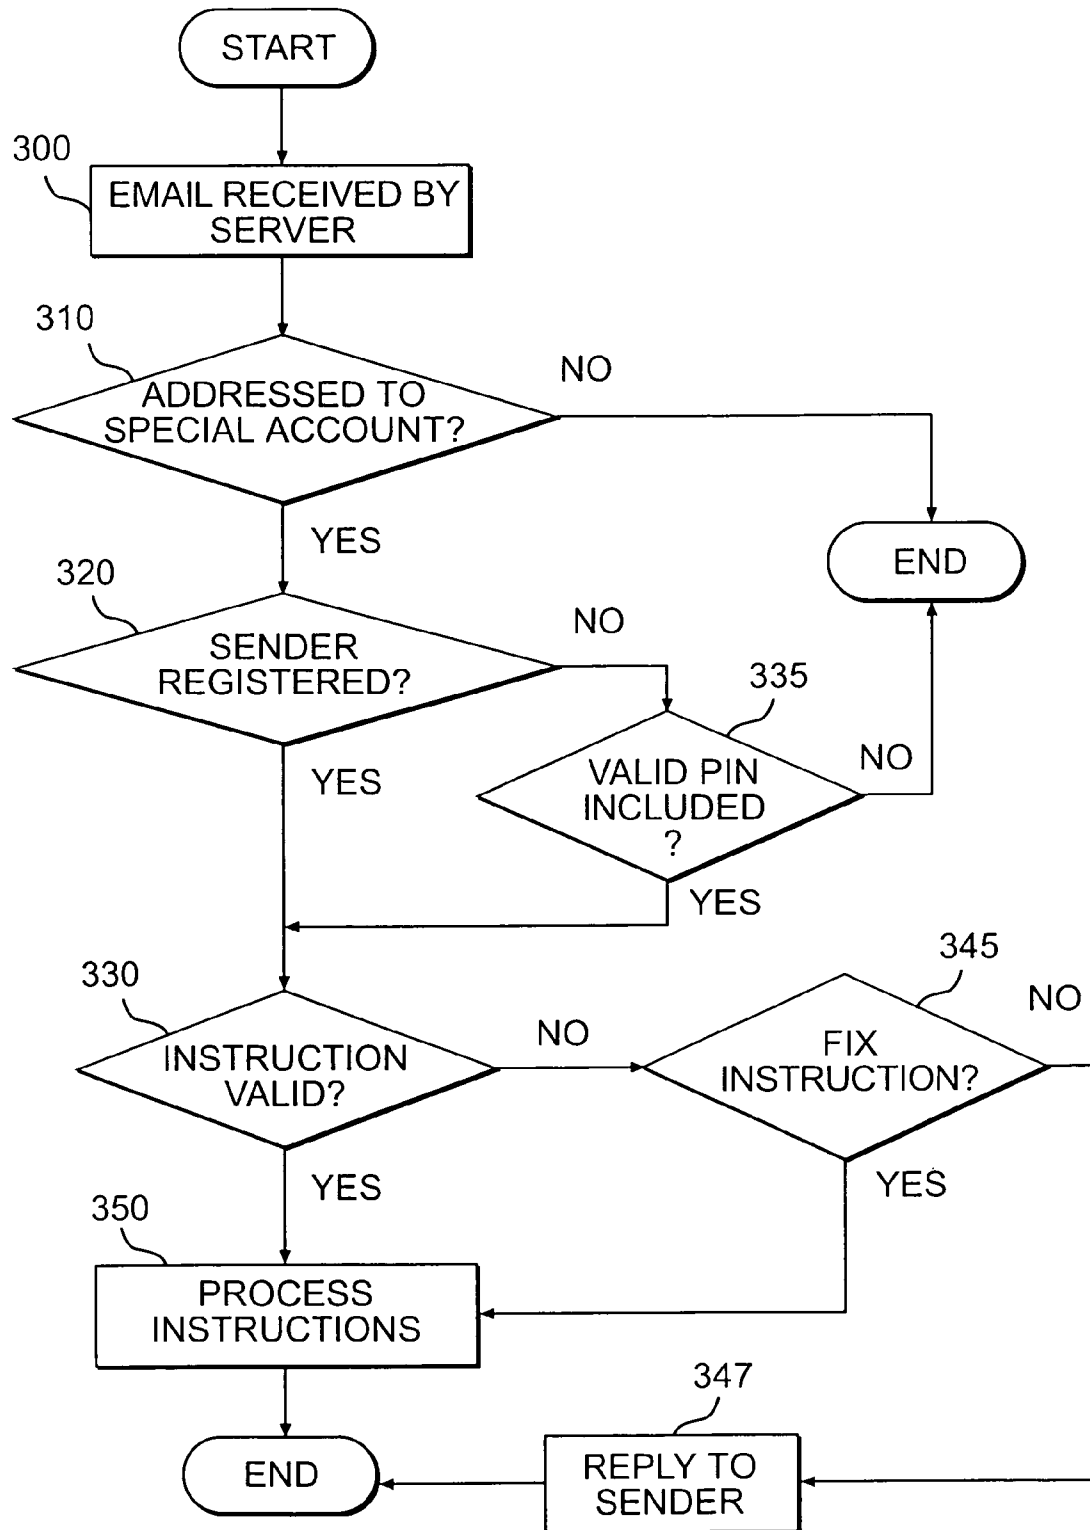 START
300
EMAIL RECEIVED BY
SERVER
310
ADDRESSED TO
SPECIAL ACCOUNT?
NO
YES
END
320
SENDER
REGISTERED?
NO
YES
335
VALID PIN
INCLUDED
?
NO
YES
330
INSTRUCTION
VALID?
NO
YES
345
FIX
INSTRUCTION?
NO
YES
350
PROCESS
INSTRUCTIONS
347
REPLY TO
SENDER
END